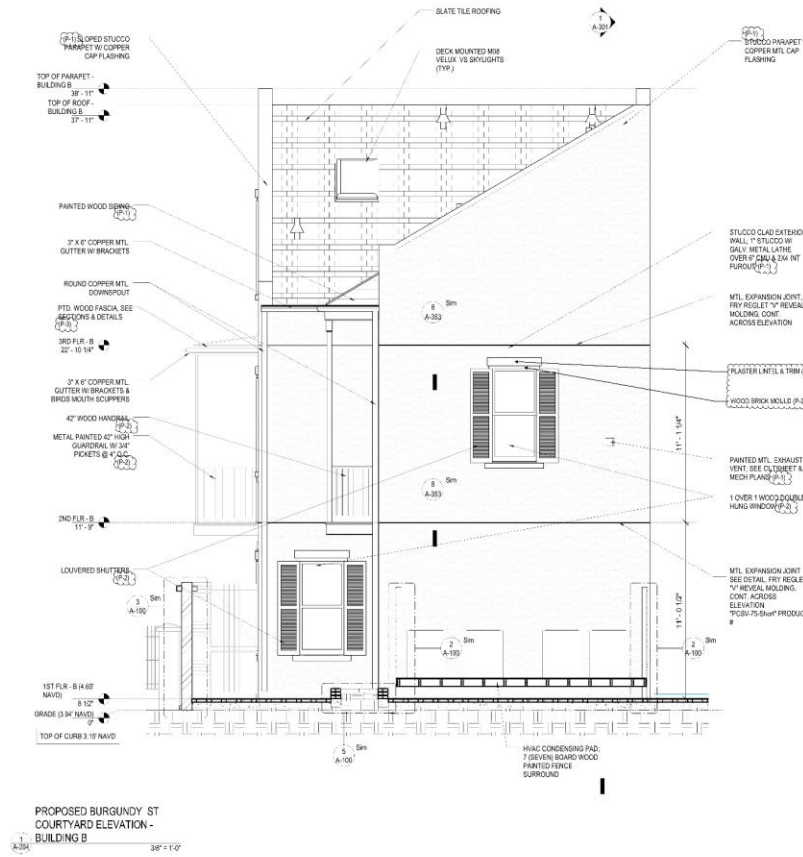 SLATE TILE ROOFING
1
A-301
(P-1) SLOPED STUCCO
PARAPET W/ COPPER
CAP FLASHING
(P-1)
STUCCO PARAPET
COPPER MTL CAP
FLASHING
DECK MOUNTED M08
VELUX VS SKYLIGHTS
(TYP.)
TOP OF PARAPET -
BUILDING B
38' - 11"
TOP OF ROOF -
BUILDING B
37' - 11"
PAINTED WOOD SIDING
(P-1)
3" X 6" COPPER MTL
GUTTER W/ BRACKETS
ROUND COPPER MTL
DOWNSPOUT
PTD. WOOD FASCIA, SEE
SECTIONS & DETAILS
(P-3)
3RD FLR - B
22' - 10 1/4"
3" X 6" COPPER MTL.
GUTTER W/ BRACKETS &
BIRDS MOUTH SCUPPERS
42" WOOD HANDRAIL
(P-2)
METAL PAINTED 42" HIGH
GUARDRAIL W/ 3/4"
PICKETS @ 4" O.C.
(P-2)
2ND FLR - B
11' - 9"
LOUVERED SHUTTERS
(P-2)
3 Sim
A-100
1ST FLR - B (4.65'
NAVD)
8 1/2"
GRADE (3.94' NAVD)
0"
TOP OF CURB 3.15' NAVD
STUCCO CLAD EXTERIO
WALL, 1" STUCCO W/
GALV. METAL LATHE
OVER 6" CMU & 2X4 INT
FUROUT (P-1)
8 Sim
A-353
MTL. EXPANSION JOINT,
FRY REGLET "V" REVEAL
MOLDING, CONT.
ACROSS ELEVATION
PLASTER LINTEL & TRIM (
WOOD BRICK MOULD (P-3
11' - 1 1/4"
PAINTED MTL. EXHAUST
VENT, SEE CUTSHEET &
MECH PLANS (P-1)
8 Sim
A-353
1 OVER 1 WOOD DOUBLE
HUNG WINDOW (P-2)
MTL. EXPANSION JOINT
SEE DETAIL, FRY REGLE
"V" REVEAL MOLDING,
CONT. ACROSS
ELEVATION
"PCSV-75-Short" PRODUC
#
11' - 0 1/2"
2 Sim
A-100
2 Sim
A-100
5 Sim
A-100
HVAC CONDENSING PAD;
7 (SEVEN) BOARD WOOD
PAINTED FENCE
SURROUND
PROPOSED BURGUNDY ST
COURTYARD ELEVATION -
BUILDING B
1
A-204
3/8" = 1'-0"